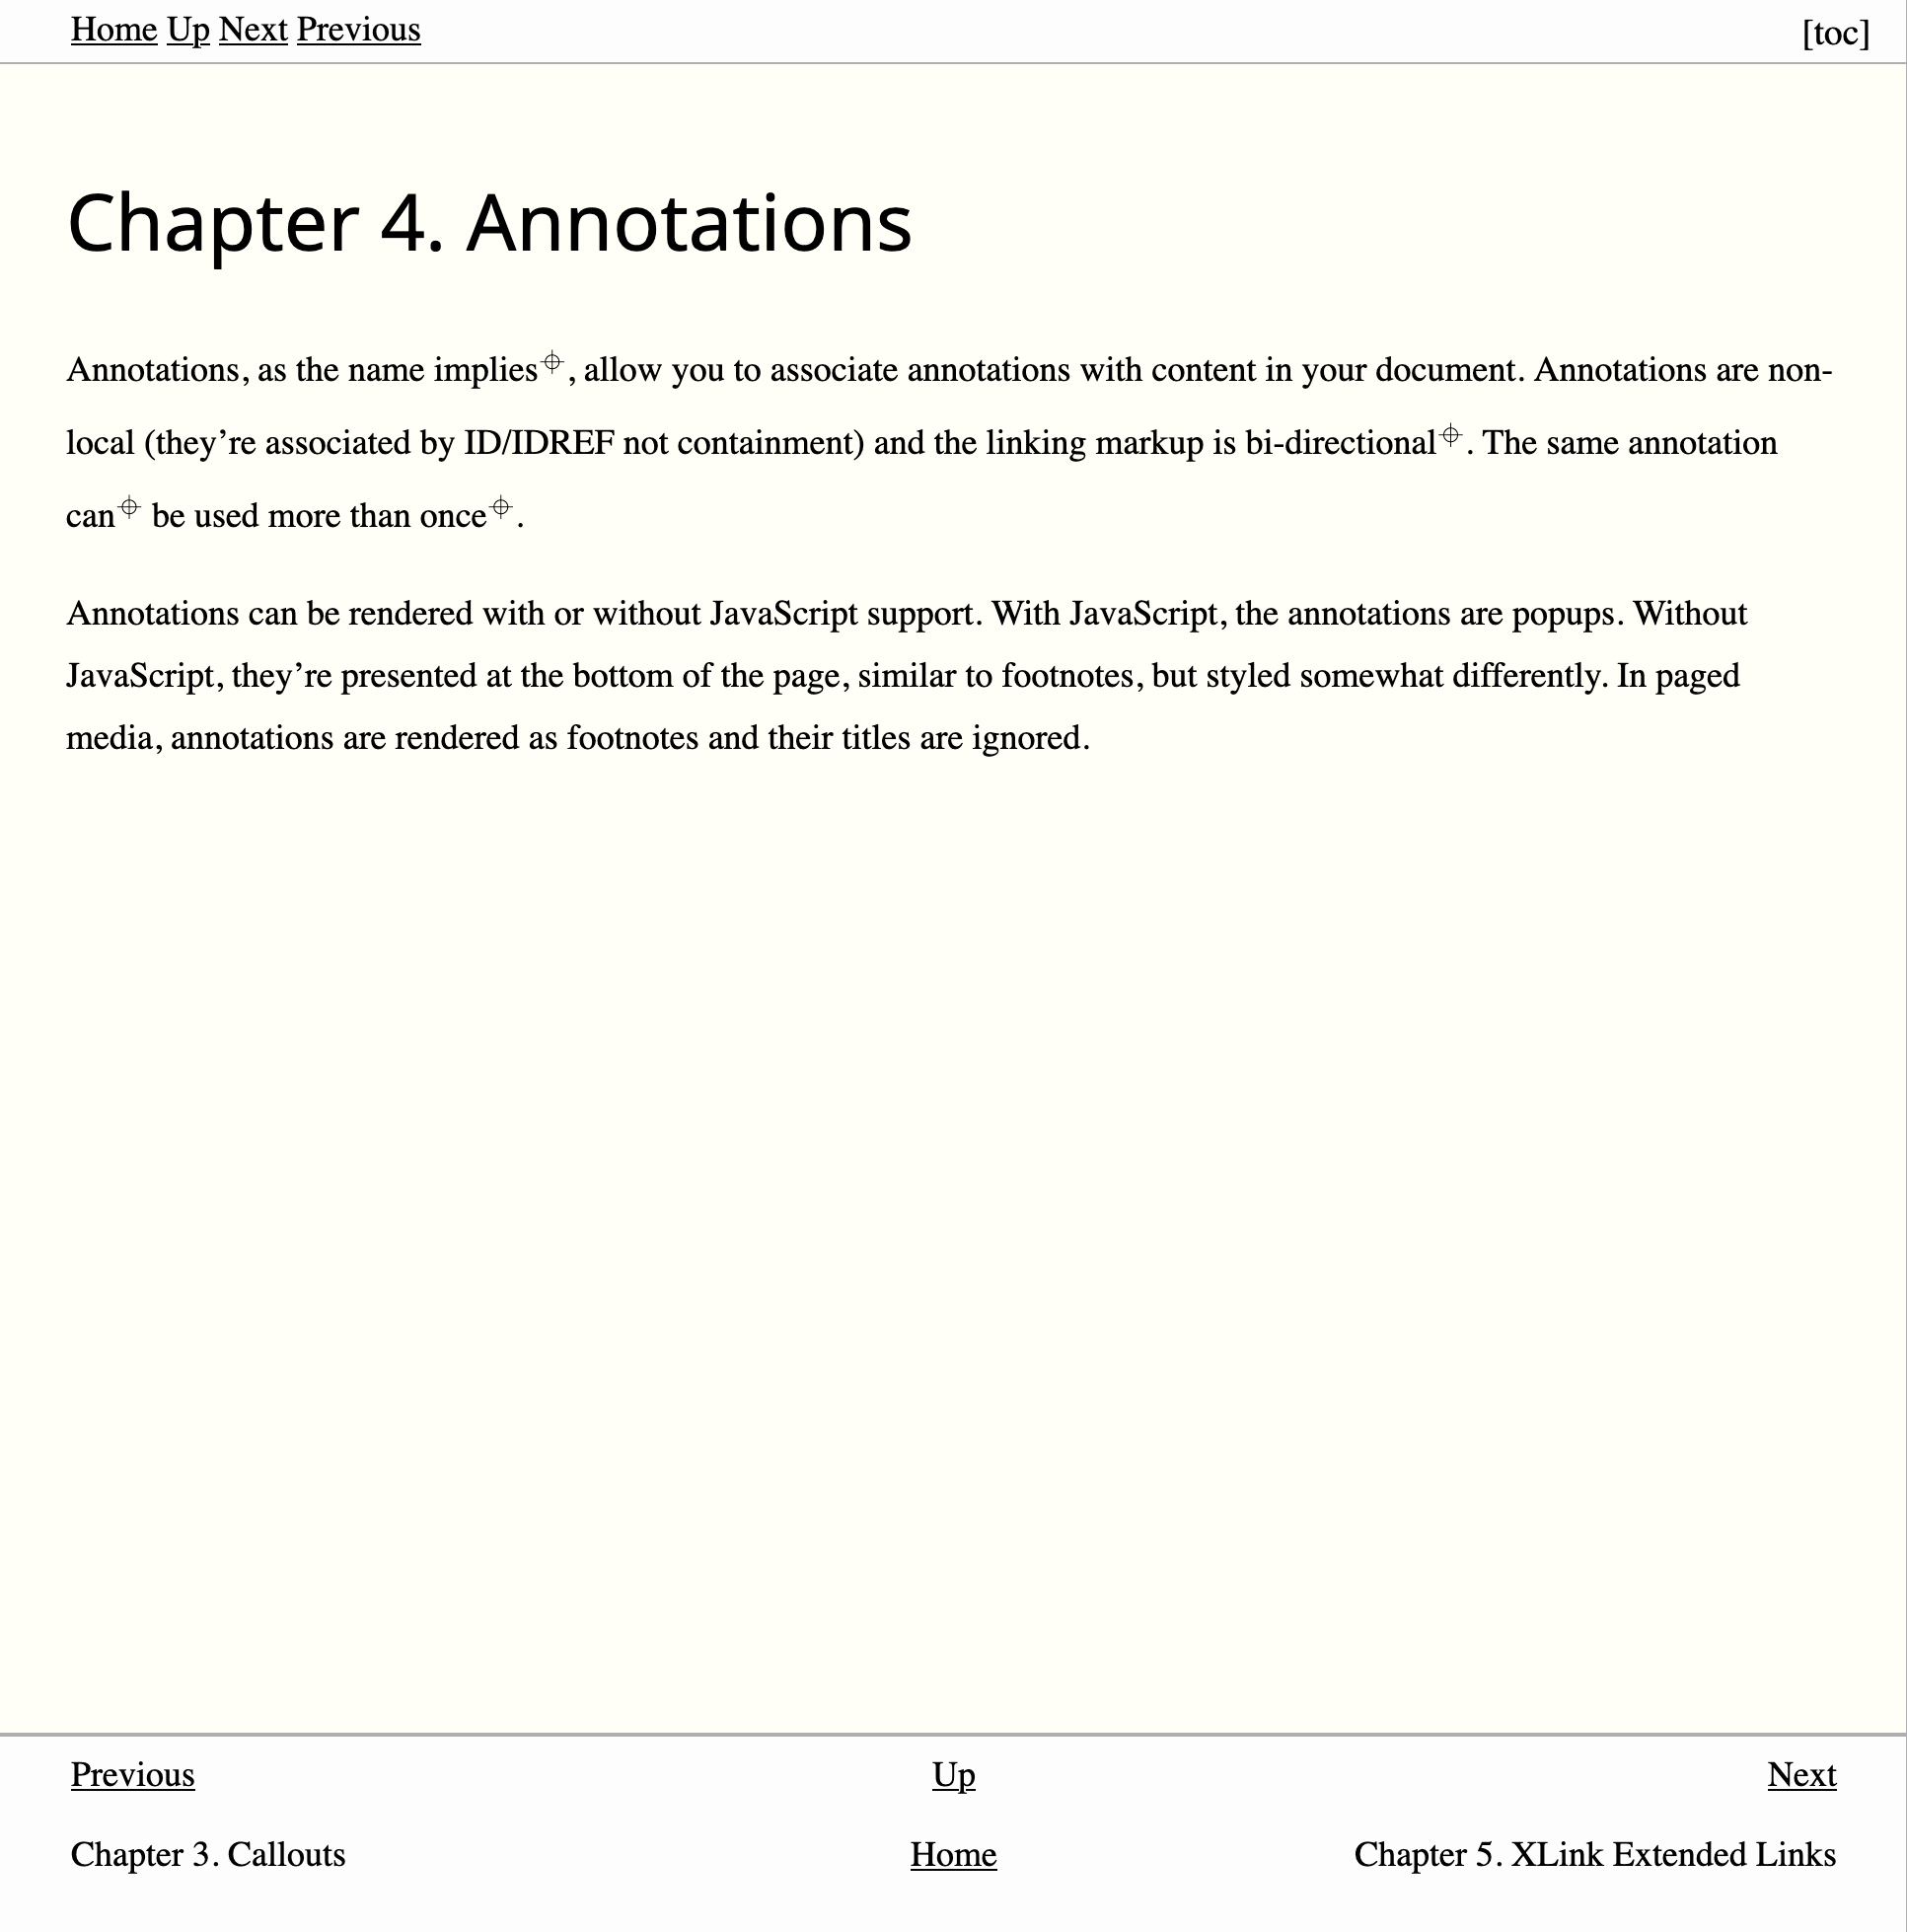 Home Up Next Previous [toc]
Chapter 4. Annotations
Annotations, as the name implies⌖, allow you to associate annotations with content in your document. Annotations are non-
local (they’re associated by ID/IDREF not containment) and the linking markup is bi-directional⌖. The same annotation
can⌖ be used more than once⌖.
Annotations can be rendered with or without JavaScript support. With JavaScript, the annotations are popups. Without
JavaScript, they’re presented at the bottom of the page, similar to footnotes, but styled somewhat differently. In paged
media, annotations are rendered as footnotes and their titles are ignored.
Previous Up Next
Chapter 3. Callouts Home Chapter 5. XLink Extended Links